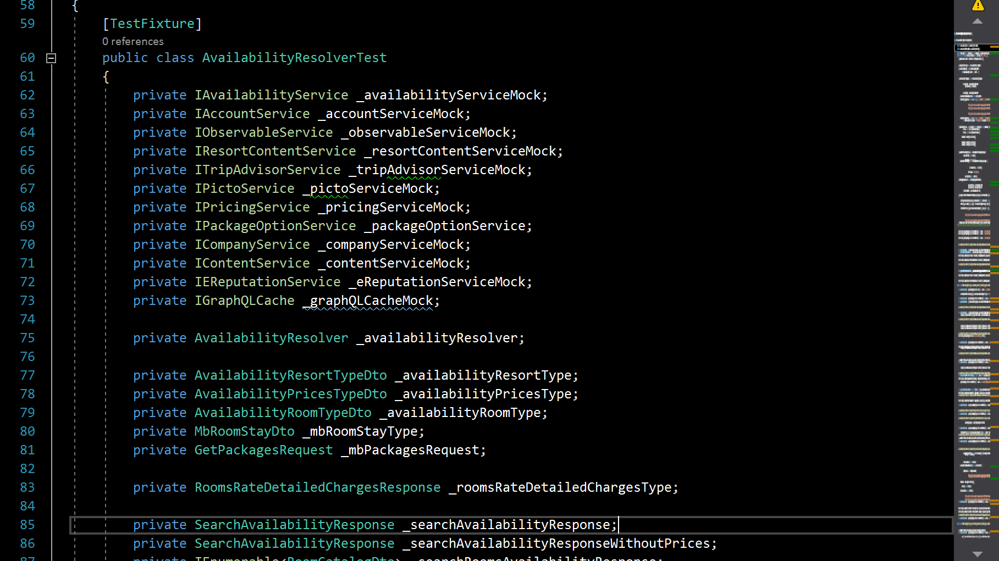 58 {
59 [TestFixture]
0 references
60 public class AvailabilityResolverTest
61 {
62 private IAvailabilityService _availabilityServiceMock;
63 private IAccountService _accountServiceMock;
64 private IObservableService _observableServiceMock;
65 private IResortContentService _resortContentServiceMock;
66 private ITripAdvisorService _tripAdvisorServiceMock;
67 private IPictoService _pictoServiceMock;
68 private IPricingService _pricingServiceMock;
69 private IPackageOptionService _packageOptionService;
70 private ICompanyService _companyServiceMock;
71 private IContentService _contentServiceMock;
72 private IEReputationService _eReputationServiceMock;
73 private IGraphQLCache _graphQLCacheMock;
74
75 private AvailabilityResolver _availabilityResolver;
76
77 private AvailabilityResortTypeDto _availabilityResortType;
78 private AvailabilityPricesTypeDto _availabilityPricesType;
79 private AvailabilityRoomTypeDto _availabilityRoomType;
80 private MbRoomStayDto _mbRoomStayType;
81 private GetPackagesRequest _mbPackagesRequest;
82
83 private RoomsRateDetailedChargesResponse _roomsRateDetailedChargesType;
84
85 private SearchAvailabilityResponse _searchAvailabilityResponse;
86 private SearchAvailabilityResponse _searchAvailabilityResponseWithoutPrices;
87 private IEnumerable<RoomCatalogDto> _searchRoomsAvailabilityResponse;